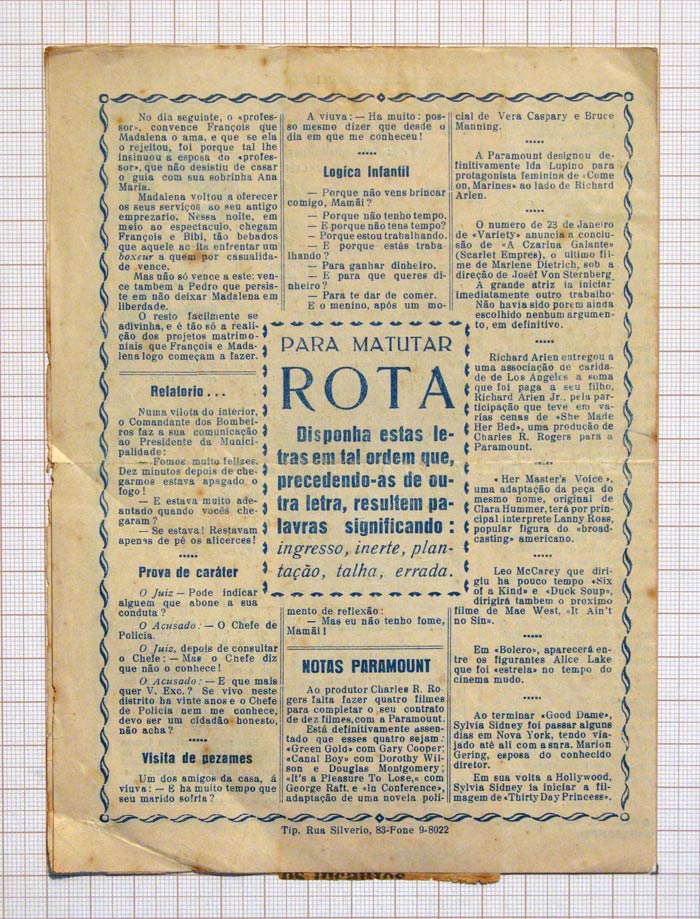 No dia seguinte, o «profes-
sor», convence François que
Madalena o ama, e que se ela
o rejeitou, foi porque tal lhe
insinuou a esposa do «profes-
sor», que não desistiu de casar
o guia com sua sobrinha Ana
Maria.
Madalena voltou a oferecer
os seus serviços ao seu antigo
emprezario. Nessa noite, em
meio ao espectaculo, chegam
François e Bibi, tão bebados
que aquele ac ita enfrentar um
boxeur a quem por casualida-
de vence.
Mas não só vence a este: ven-
ce tambem a Pedro que persis-
te em não deixar Madalena em
liberdade.
O resto facilmente se
adivinha, e é tão só a reali-
ção dos projetos matrimo-
niais que François e Mada-
lena logo começam a fazer.
Relatorio...
Numa vilota do interior,
o Comandante dos Bombei-
ros faz a sua comunicação
ao Presidente da Munici-
palidade:
— Fomos muito felizes.
Dez minutos depois de che-
garmos estava apagado o
fogo!
— E estava muito ade-
antado quando vocês che-
garam?
— Se estava! Restavam
apenas de pé os alicerces!
Prova de caráter
O Juiz — Pode indicar
alguem que abone a sua
conduta?
O Acusado: — O Chefe de
Policia.
O Juiz, depois de consultar
o Chefe: — Mas o Chefe diz
que não o conhece!
O Acusado: — E que mais
quer V. Exc.? Se vivo neste
distrito ha vinte anos e o Chefe
de Policia nem me conhece,
devo ser um cidadão honesto,
não acha?
Visita de pezames
Um dos amigos da casa, á
viuva: — E ha muito tempo que
seu marido sofria?
A viuva: — Ha muito: pos-
so mesmo dizer que desde o
dia em que me conheceu!
Logica Infantil
— Porque não vens brincar
comigo, Mamãi?
— Porque não tenho tempo.
— E porque não tens tempo?
— Porque estou trabalhando.
— E porque estás traba-
lhando?
— Para ganhar dinheiro.
— E para que queres di-
nheiro?
— Para te dar de comer.
E o menino, após um mo-
PARA MATUTAR
ROTA
Disponha estas le-
tras em tal ordem que,
precedendo-as de ou-
tra letra, resultem pa-
lavras significando:
ingresso, inerte, plan-
tação, talha, errada.
mento de reflexão:
— Mas eu não tenho fome,
Mamãi!
NOTAS PARAMOUNT
Ao produtor Charles R. Ro-
gers falta fazer quatro filmes
para completar o seu contrato
de dez filmes, com a Paramount.
Está definitivamente assen-
tado que esses quatro sejam:
«Green Gold» com Gary Cooper;
«Canal Boy» com Dorothy Wil-
son e Douglas Montgomery;
«It's a Pleasure To Lose,« com
George Raft. e «In Conference»,
adaptação de uma novela poli-
cial de Vera Caspary e Bruce
Manning.
A Paramount designou de-
finitivamente Ida Lupino para
protagonista feminina de «Come
on, Marines» ao lado de Richard
Arlen.
O numero de 23 de Janeiro
de «Variety» anuncia a conclu-
são de «A Czarina Galante»
(Scarlet Empres), o ultimo fil-
me de Marlene Dietrich, sob a
direção de Joséf Von Sternberg.
A grande atriz ia iniciar
imediatamente outro trabalho.
Não havia sido porem ainda
escolhido nenhum argumen-
to, em definitivo.
Richard Arlen entregou a
uma associação de carida-
de de Los Angeles a soma
que foi paga a seu filho,
Richard Arlen Jr., pela par-
ticipação que teve em va-
rias cenas de «She Made
Her Bed», uma produção de
Charles R. Rogers para a
Paramount.
«Her Master's Voice»,
uma adaptação da peça do
mesmo nome, original de
Clara Hummer, terá por prin-
cipal interprete Lanny Ross,
popular figura do «broad-
casting» americano.
Leo McCarey que diri-
giu ha pouco tempo «Six
of a Kind» e «Duck Soup»,
dirigirá tambem o proximo
filme de Mae West, «It Ain't
no Sin».
Em «Bolero», aparecerá en-
tre os figurantes Alice Lake
que foi «estrela» no tempo do
cinema mudo.
Ao terminar «Good Dame»,
Sylvia Sidney foi passar alguns
dias em Nova York, tendo via-
jado até ali com a snra. Marion
Gering, esposa do conhecido
diretor.
Em sua volta a Hollywood,
Sylvia Sidney ia iniciar a fil-
magem de «Thirty Day Princess».
Tip. Rua Silverio, 83-Fone 9-8022